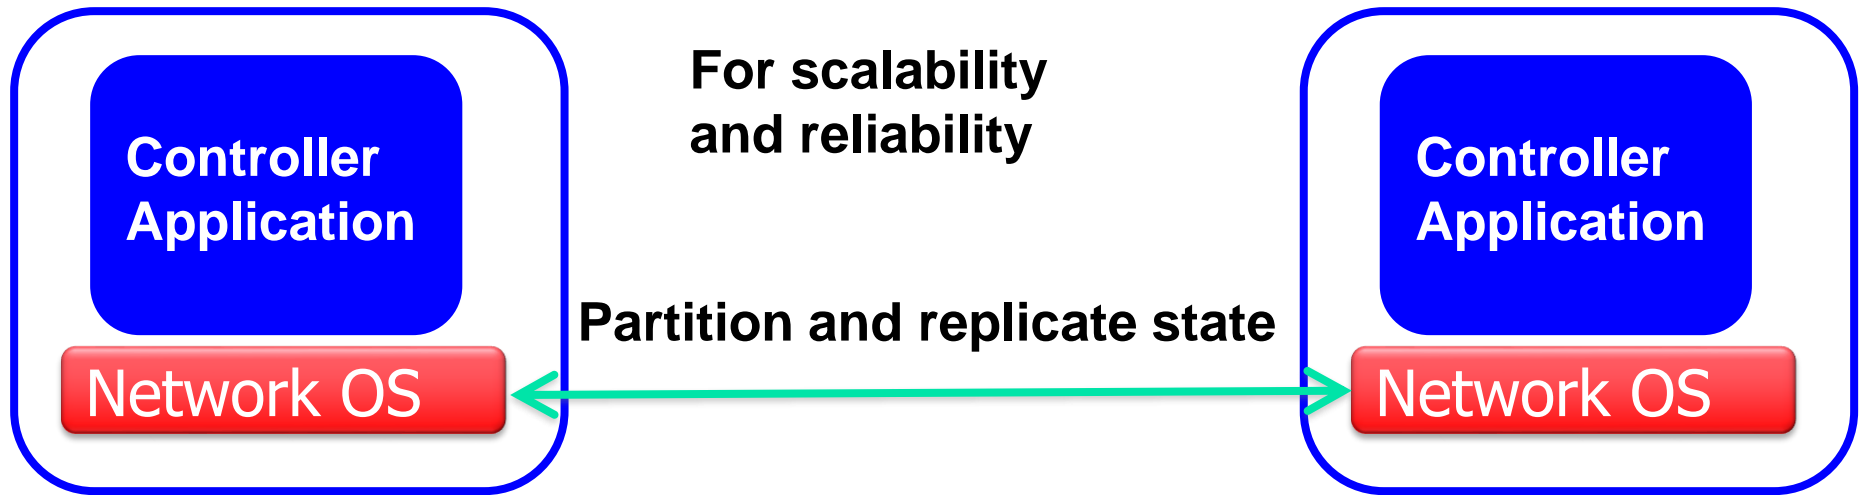 For scalability
and reliability
Controller
Application
Controller
Application
Partition and replicate state
Network OS
Network OS